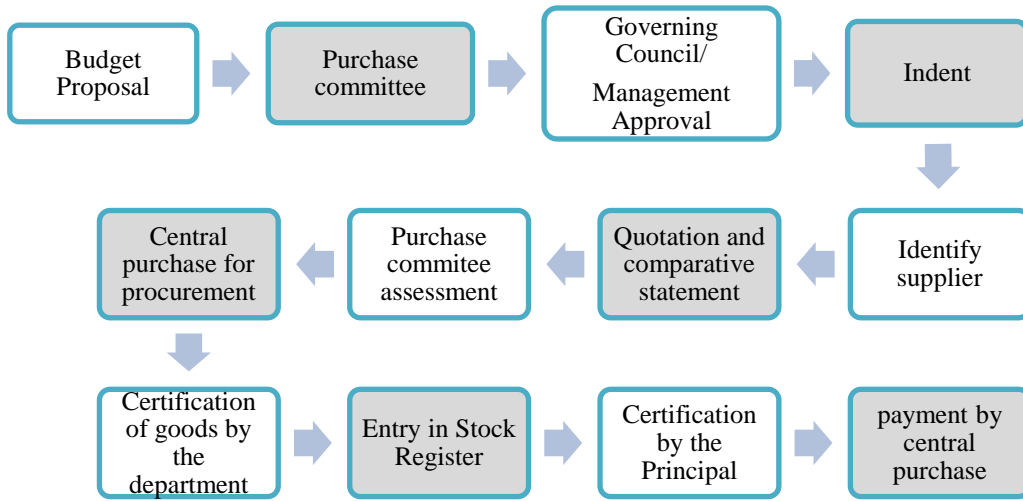 Budget
Proposal
Purchase
committee
Governing
Council/
Management
Approval
Indent
Identify
supplier
Quotation and
comparative
statement
Purchase
commitee
assessment
Central
purchase for
procurement
Certification
of goods by
the
department
Entry in Stock
Register
Certification
by the
Principal
payment by
central
purchase